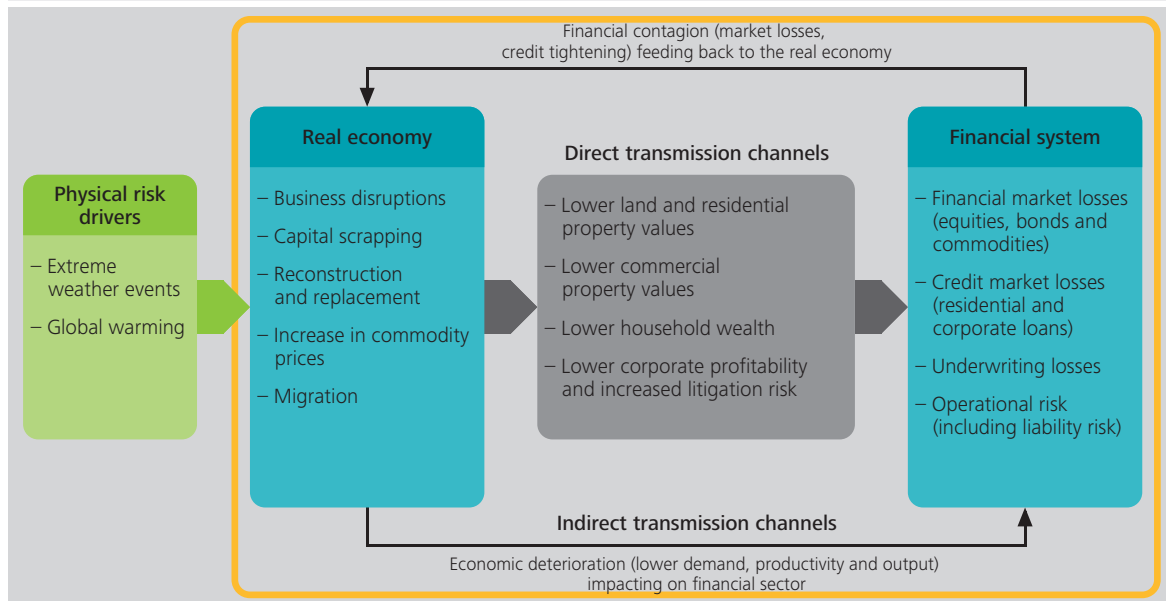 Financial contagion (market losses,
credit tightening) feeding back to the real economy
Physical risk
drivers
– Extreme
weather events
– Global warming
Real economy
– Business disruptions
– Capital scrapping
– Reconstruction
and replacement
– Increase in commodity
prices
– Migration
Direct transmission channels
– Lower land and residential
property values
– Lower commercial
property values
– Lower household wealth
– Lower corporate profitability
and increased litigation risk
Financial system
– Financial market losses
(equities, bonds and
commodities)
– Credit market losses
(residential and
corporate loans)
– Underwriting losses
– Operational risk
(including liability risk)
Indirect transmission channels
Economic deterioration (lower demand, productivity and output)
impacting on financial sector